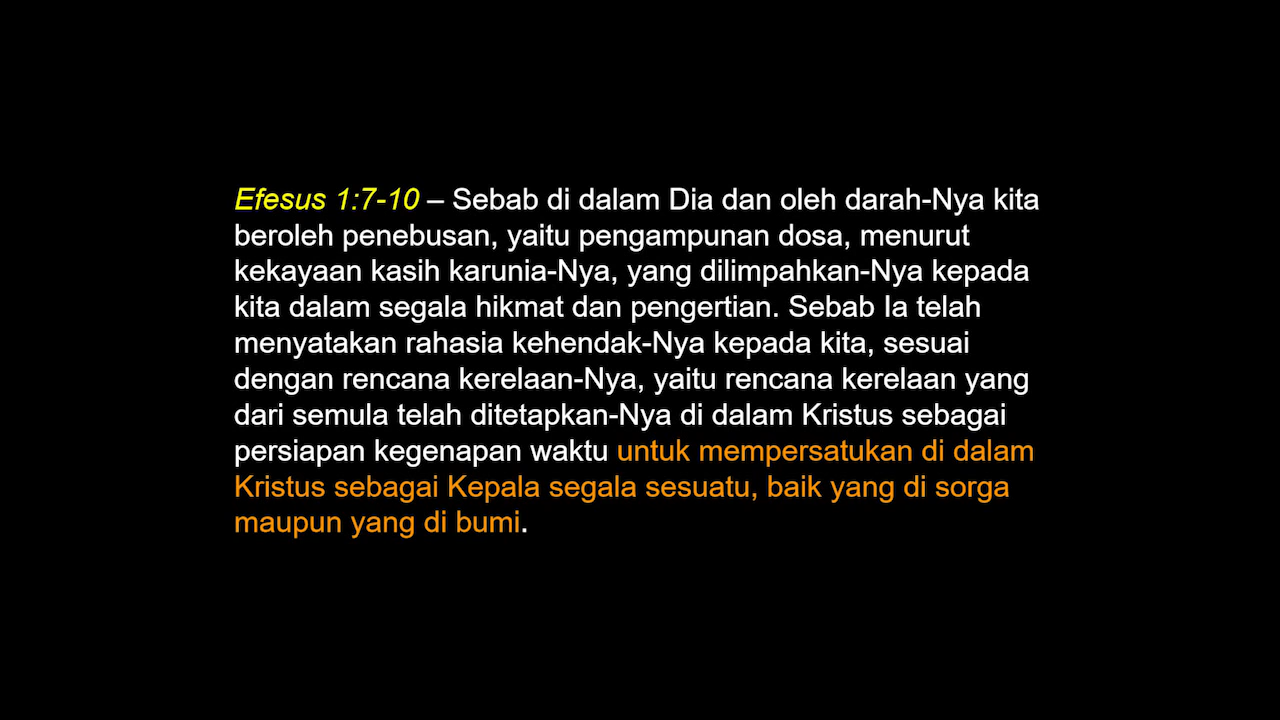 Efesus 1:7-10 – Sebab di dalam Dia dan oleh darah-Nya kita
beroleh penebusan, yaitu pengampunan dosa, menurut
kekayaan kasih karunia-Nya, yang dilimpahkan-Nya kepada
kita dalam segala hikmat dan pengertian. Sebab Ia telah
menyatakan rahasia kehendak-Nya kepada kita, sesuai
dengan rencana kerelaan-Nya, yaitu rencana kerelaan yang
dari semula telah ditetapkan-Nya di dalam Kristus sebagai
persiapan kegenapan waktu untuk mempersatukan di dalam
Kristus sebagai Kepala segala sesuatu, baik yang di sorga
maupun yang di bumi.